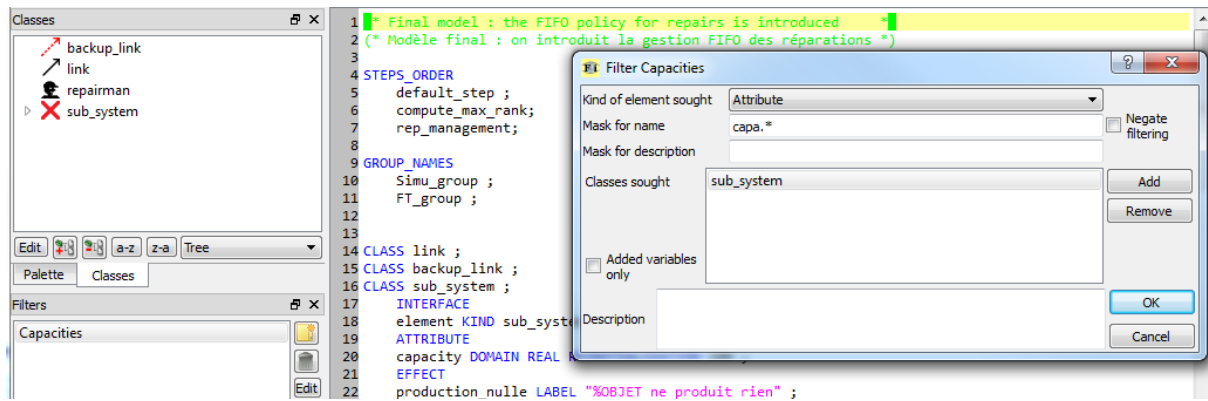 Classes
backup_link
link
repairman
sub_system
Edit a-z z-a Tree
Palette Classes
Filters
Capacities
Edit
1 * Final model : the FIFO policy for repairs is introduced *
2 (* Modèle final : on introduit la gestion FIFO des réparations *)
3
4 STEPS_ORDER
5 default_step ;
6 compute_max_rank;
7 rep_management;
8
9 GROUP_NAMES
10 Simu_group ;
11 FT_group ;
12
13
14 CLASS link ;
15 CLASS backup_link ;
16 CLASS sub_system ;
17 INTERFACE
18 element KIND sub_syste
19 ATTRIBUTE
20 capacity DOMAIN REAL
21 EFFECT
22 production_nulle LABEL "%OBJET ne produit rien" ;
Filter Capacities
Kind of element sought Attribute
Mask for name capa.*
Negate filtering
Mask for description
Classes sought sub_system
Add
Remove
Added variables only
Description
OK
Cancel